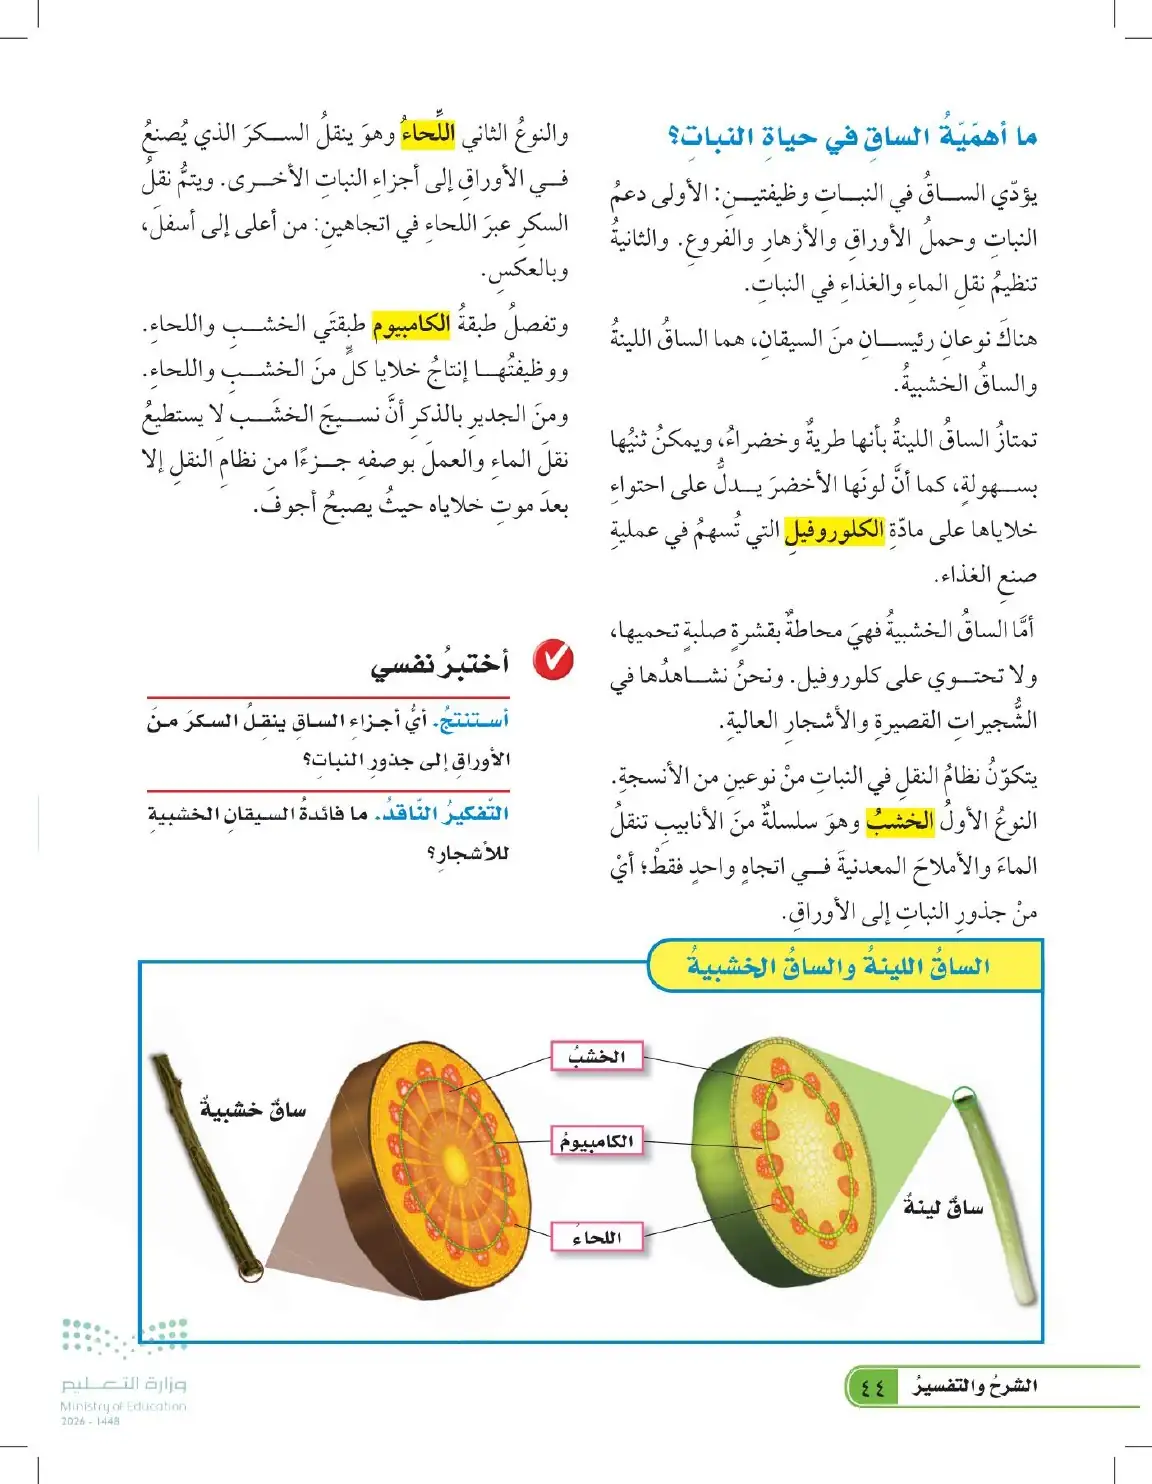 ما أهمّيّةُ الساقِ في حياةِ النباتِ؟
يؤدّي الساقُ في النباتِ وظيفتينِ: الأولى دعمُ
النباتِ وحملُ الأوراقِ والأزهارِ والفروعِ. والثانيةُ
تنظيمُ نقلِ الماءِ والغذاءِ في النباتِ.
هناكَ نوعانِ رئيسانِ منَ السيقانِ، هما الساقُ اللينةُ
والساقُ الخشبيةُ.
تمتازُ الساقُ اللينةُ بأنها طريةٌ وخضراءُ، ويمكنُ ثنيُها
بسهولةٍ، كما أنَّ لونَها الأخضرَ يدلُّ على احتواءِ
خلاياها على مادّةِ الكلوروفيلِ التي تُسهمُ في عمليةِ
صنعِ الغذاء.
أمَّا الساقُ الخشبيةُ فهيَ محاطةٌ بقشرةٍ صلبةٍ تحميها،
ولا تحتوي على كلوروفيل. ونحنُ نشاهدُها في
الشُّجيراتِ القصيرةِ والأشجارِ العاليةِ.
يتكوّنُ نظامُ النقلِ في النباتِ منْ نوعينِ من الأنسجةِ.
النوعُ الأولُ الخشبُ وهوَ سلسلةٌ منَ الأنابيبِ تنقلُ
الماءَ والأملاحَ المعدنيةَ في اتجاهٍ واحدٍ فقطْ؛ أيْ
منْ جذورِ النباتِ إلى الأوراقِ.
والنوعُ الثاني اللِّحاءُ وهوَ ينقلُ السكرَ الذي يُصنعُ
في الأوراقِ إلى أجزاءِ النباتِ الأخرى. ويتمُّ نقلُ
السكرِ عبرَ اللحاءِ في اتجاهينِ: من أعلى إلى أسفلَ،
وبالعكسِ.
وتفصلُ طبقةُ الكامبيوم طبقتَي الخشبِ واللحاءِ.
ووظيفتُها إنتاجُ خلايا كلٍّ منَ الخشبِ واللحاءِ.
ومنَ الجديرِ بالذكرِ أنَّ نسيجَ الخشَبِ لا يستطيعُ
نقلَ الماءِ والعملَ بوصفهِ جزءًا من نظامِ النقلِ إلا
بعدَ موتِ خلاياه حيثُ يصبحُ أجوفَ.
أختبرُ نفسي
أستنتجُ. أيُّ أجزاءِ الساقِ ينقلُ السكرَ منَ
الأوراقِ إلى جذورِ النباتِ؟
التّفكيرُ النّاقدُ. ما فائدةُ السيقانِ الخشبيةِ
للأشجارِ؟
الساقُ اللينةُ والساقُ الخشبيةُ
الخشبُ
ساقٌ خشبيةٌ
الكامبيومُ
ساقٌ لينةٌ
اللحاءُ
الشرحُ والتفسيرُ ٤٤
وزارة التعليم
Ministry of Education
2026 - 1448